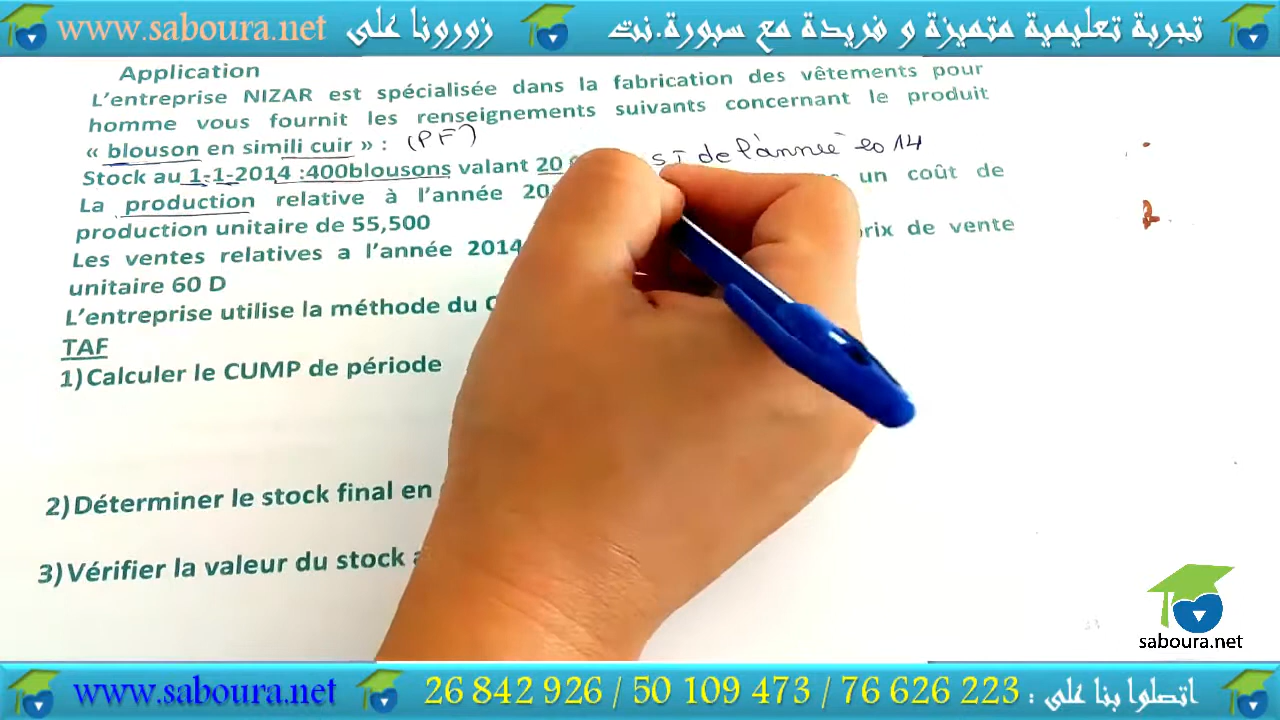 www.saboura.net زورونا على تجربة تعليمية متميزة و فريدة مع سبورة.نت
Application
L'entreprise NIZAR est spécialisée dans la fabrication des vêtements pour
homme vous fournit les renseignements suivants concernant le produit
« blouson en simili cuir » : (PF)
Stock au 1-1-2014 :400blousons valant 20 SI de l'année 2014
La production relative à l'année un coût de
production unitaire de 55,500
Les ventes relatives a l'année 2014 prix de vente
unitaire 60 D
L'entreprise utilise la méthode du
TAF
1)Calculer le CUMP de période
2)Déterminer le stock final en
3)Vérifier la valeur du stock
saboura.net
www.saboura.net 26 842 926 / 50 109 473 / 76 626 223 : اتصلوا بنا على